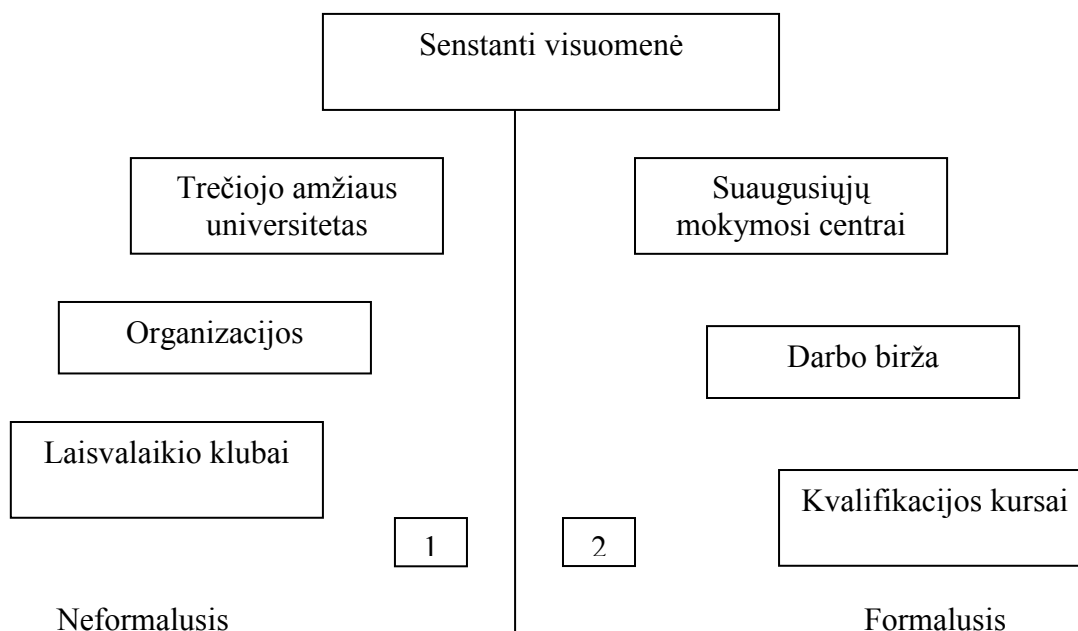 Senstanti visuomenė
Trečiojo amžiaus
universitetas
Suaugusiųjų
mokymosi centrai
Organizacijos
Darbo birža
Laisvalaikio klubai
Kvalifikacijos kursai
1
2
Neformalusis
Formalusis